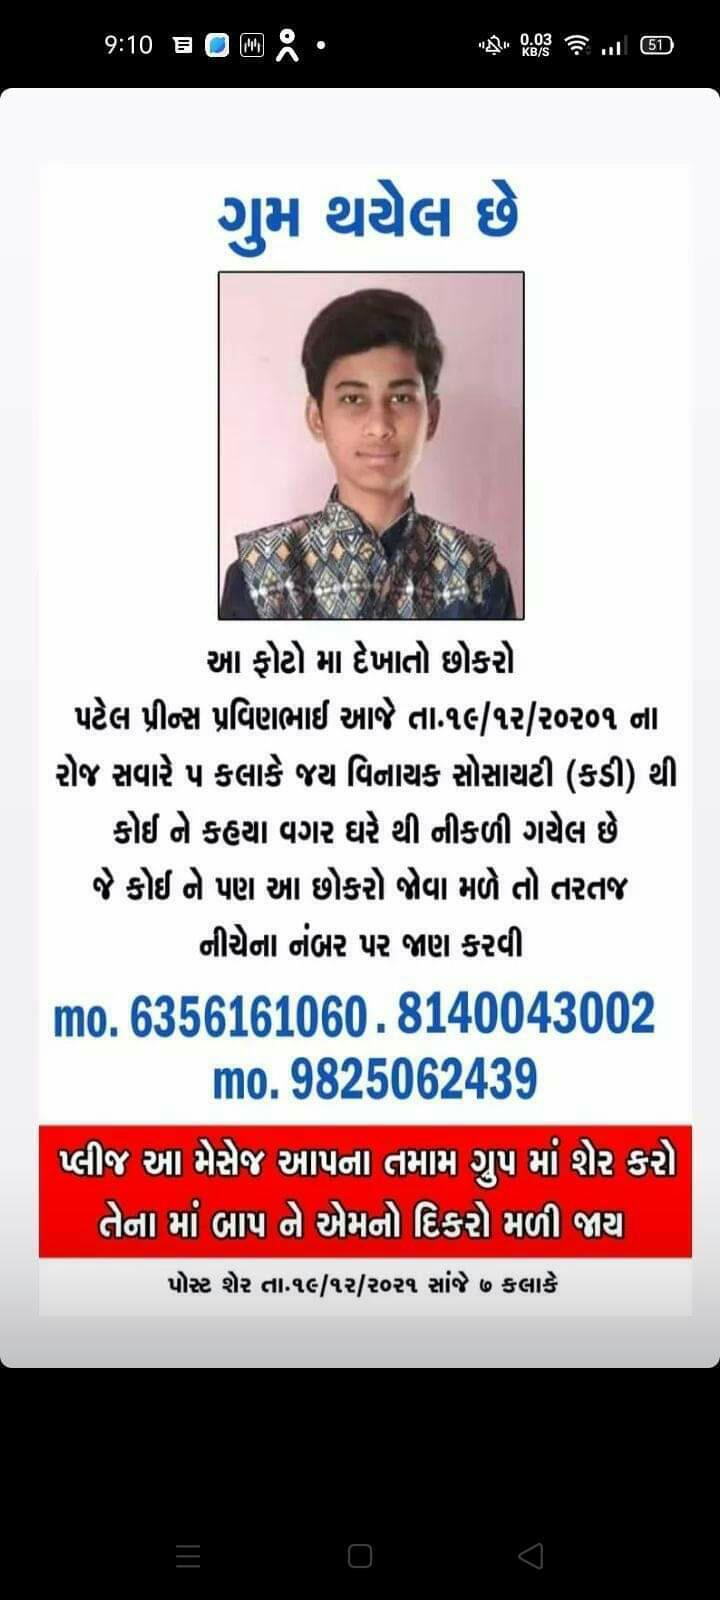 9:10
0.03 KB/S
51
ગુમ થયેલ છે
આ ફોટો મા દેખાતો છોકરો
પટેલ પ્રીન્સ પ્રવિણભાઈ આજે તા.૧૯/૧૨/૨૦૨૦૧ ના
રોજ સવારે ૫ કલાકે જય વિનાયક સોસાયટી (કડી) થી
કોઈ ને કહયા વગર ઘરે થી નીકળી ગયેલ છે
જે કોઈ ને પણ આ છોકરો જોવા મળે તો તરતજ
નીચેના નંબર પર જાણ કરવી
mo. 6356161060 . 8140043002
mo. 9825062439
પ્લીજ આ મેસેજ આપના તમામ ગ્રુપ માં શેર કરો
તેના માં બાપ ને એમનો દિકરો મળી જાય
પોસ્ટ શેર તા.૧૯/૧૨/૨૦૨૧ સાંજે ૭ કલાકે